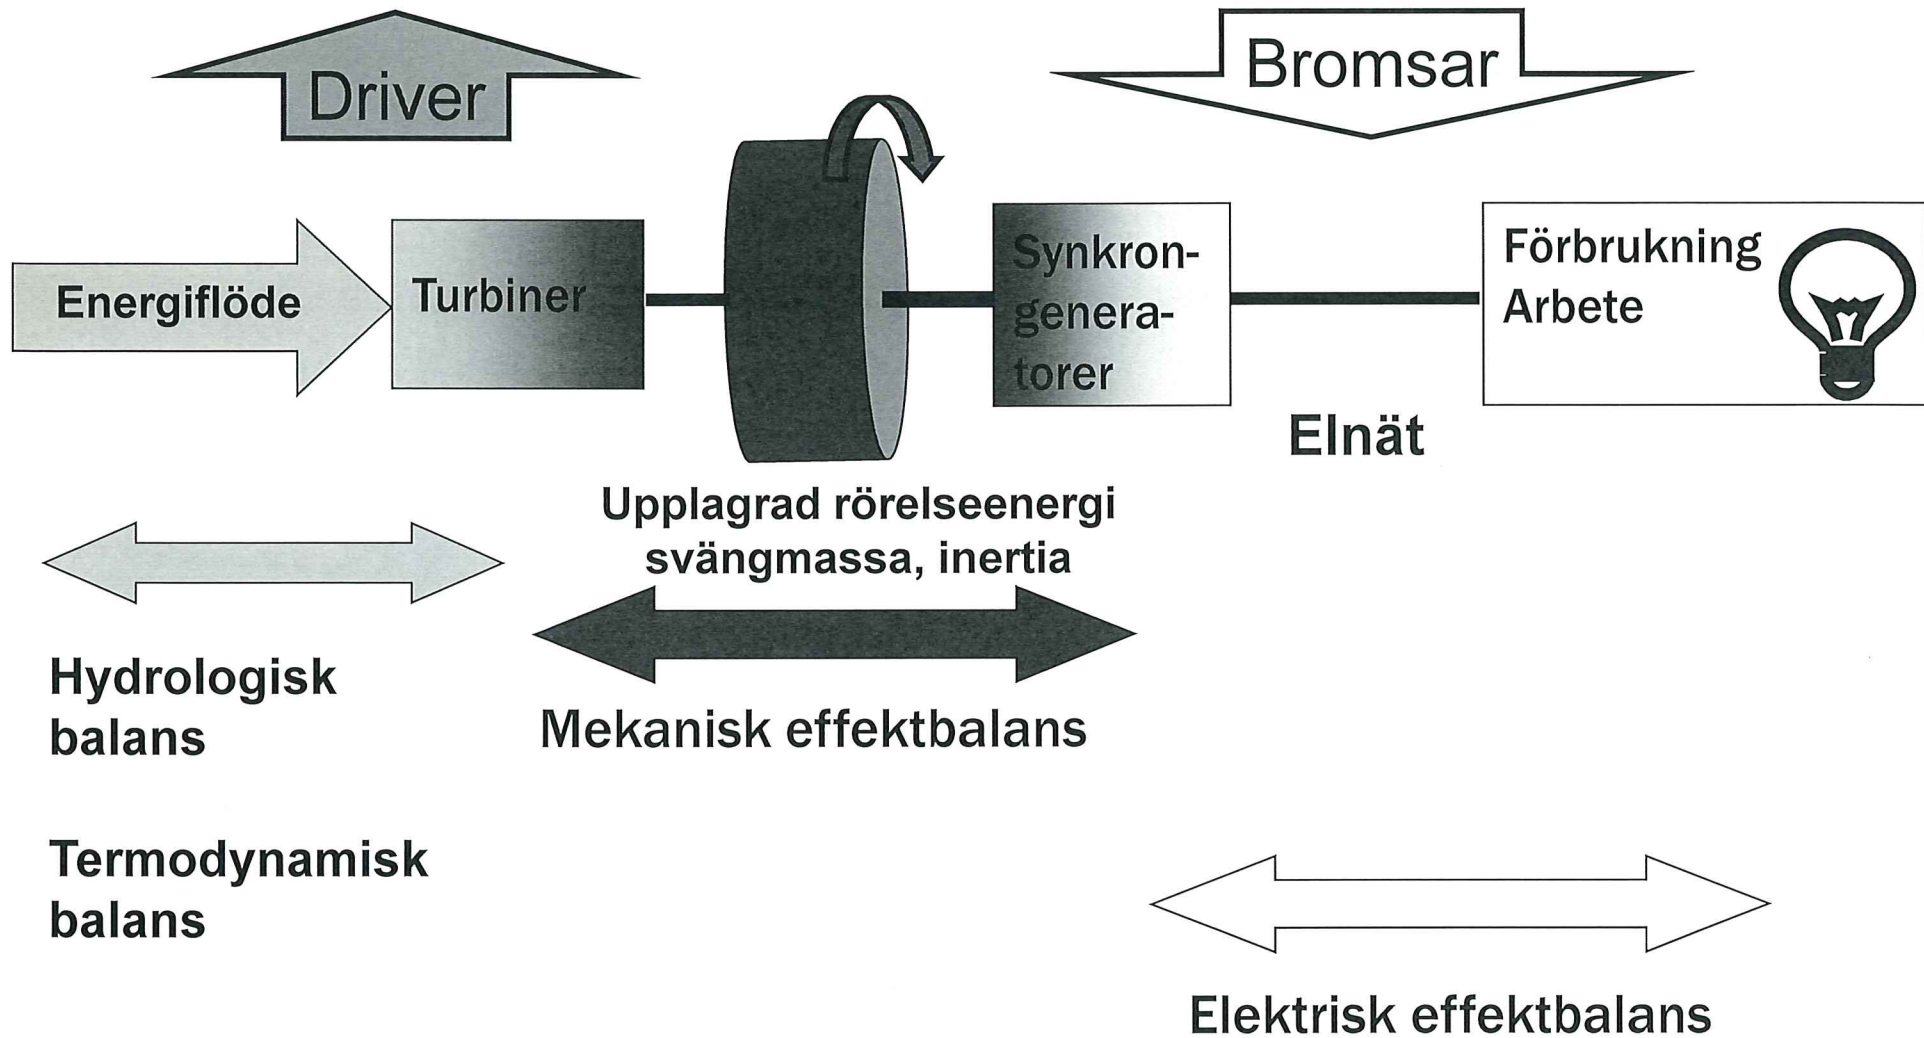 Driver
Bromsar
Energiflöde
Turbiner
Synkron-
genera-
torer
Förbrukning
Arbete
Elnät
Upplagrad rörelseenergi
svängmassa, inertia
Hydrologisk
balans
Mekanisk effektbalans
Termodynamisk
balans
Elektrisk effektbalans